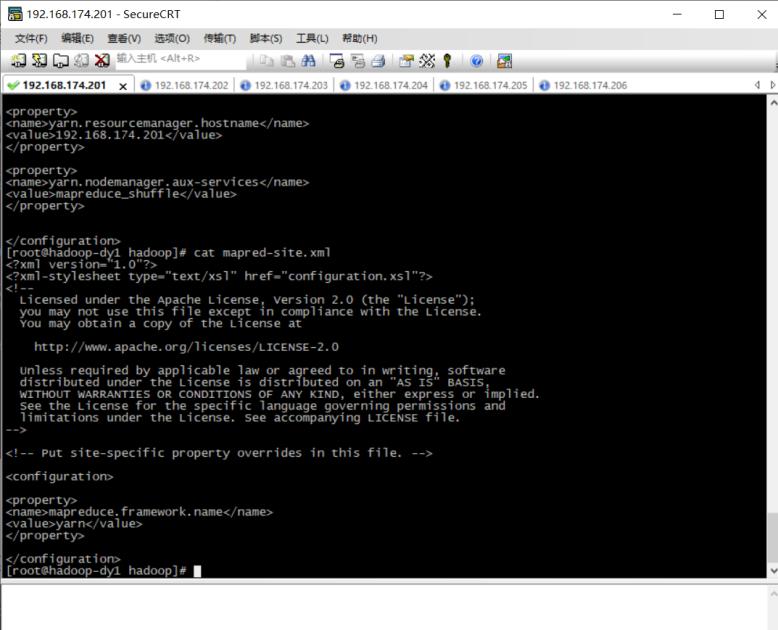 192.168.174.201 - SecureCRT
文件(F) 编辑(E) 查看(V) 选项(O) 传输(T) 脚本(S) 工具(L) 帮助(H)
输入主机 <Alt+R>
192.168.174.201 x 192.168.174.202 192.168.174.203 192.168.174.204 192.168.174.205 192.168.174.206
<property>
<name>yarn.resourcemanager.hostname</name>
<value>192.168.174.201</value>
</property>
<property>
<name>yarn.nodemanager.aux-services</name>
<value>mapreduce_shuffle</value>
</property>
</configuration>
[root@hadoop-dy1 hadoop]# cat mapred-site.xml
<?xml version="1.0"?>
<?xml-stylesheet type="text/xsl" href="configuration.xsl"?>
<!--
Licensed under the Apache License, Version 2.0 (the "License");
you may not use this file except in compliance with the License.
You may obtain a copy of the License at
http://www.apache.org/licenses/LICENSE-2.0
Unless required by applicable law or agreed to in writing, software
distributed under the License is distributed on an "AS IS" BASIS,
WITHOUT WARRANTIES OR CONDITIONS OF ANY KIND, either express or implied.
See the License for the specific language governing permissions and
limitations under the License. See accompanying LICENSE file.
-->
<!-- Put site-specific property overrides in this file. -->
<configuration>
<property>
<name>mapreduce.framework.name</name>
<value>yarn</value>
</property>
</configuration>
[root@hadoop-dy1 hadoop]#